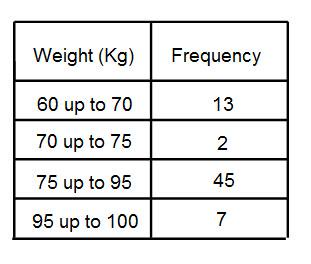 Weight (Kg) Frequency
60 up to 70 13
70 up to 75 2
75 up to 95 45
95 up to 100 7